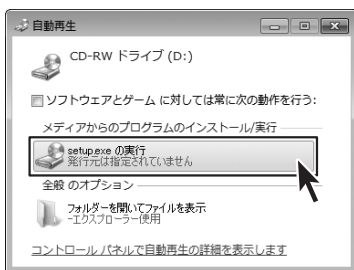 自動再生
CD-RW ドライブ (D:)
ソフトウェアとゲーム に対しては常に次の動作を行う:
メディアからのプログラムのインストール/実行
setup.exe の実行
発行元は指定されていません
全般 のオプション
フォルダーを開いてファイルを表示
-エクスプローラー使用
コントロール パネルで自動再生の詳細を表示します